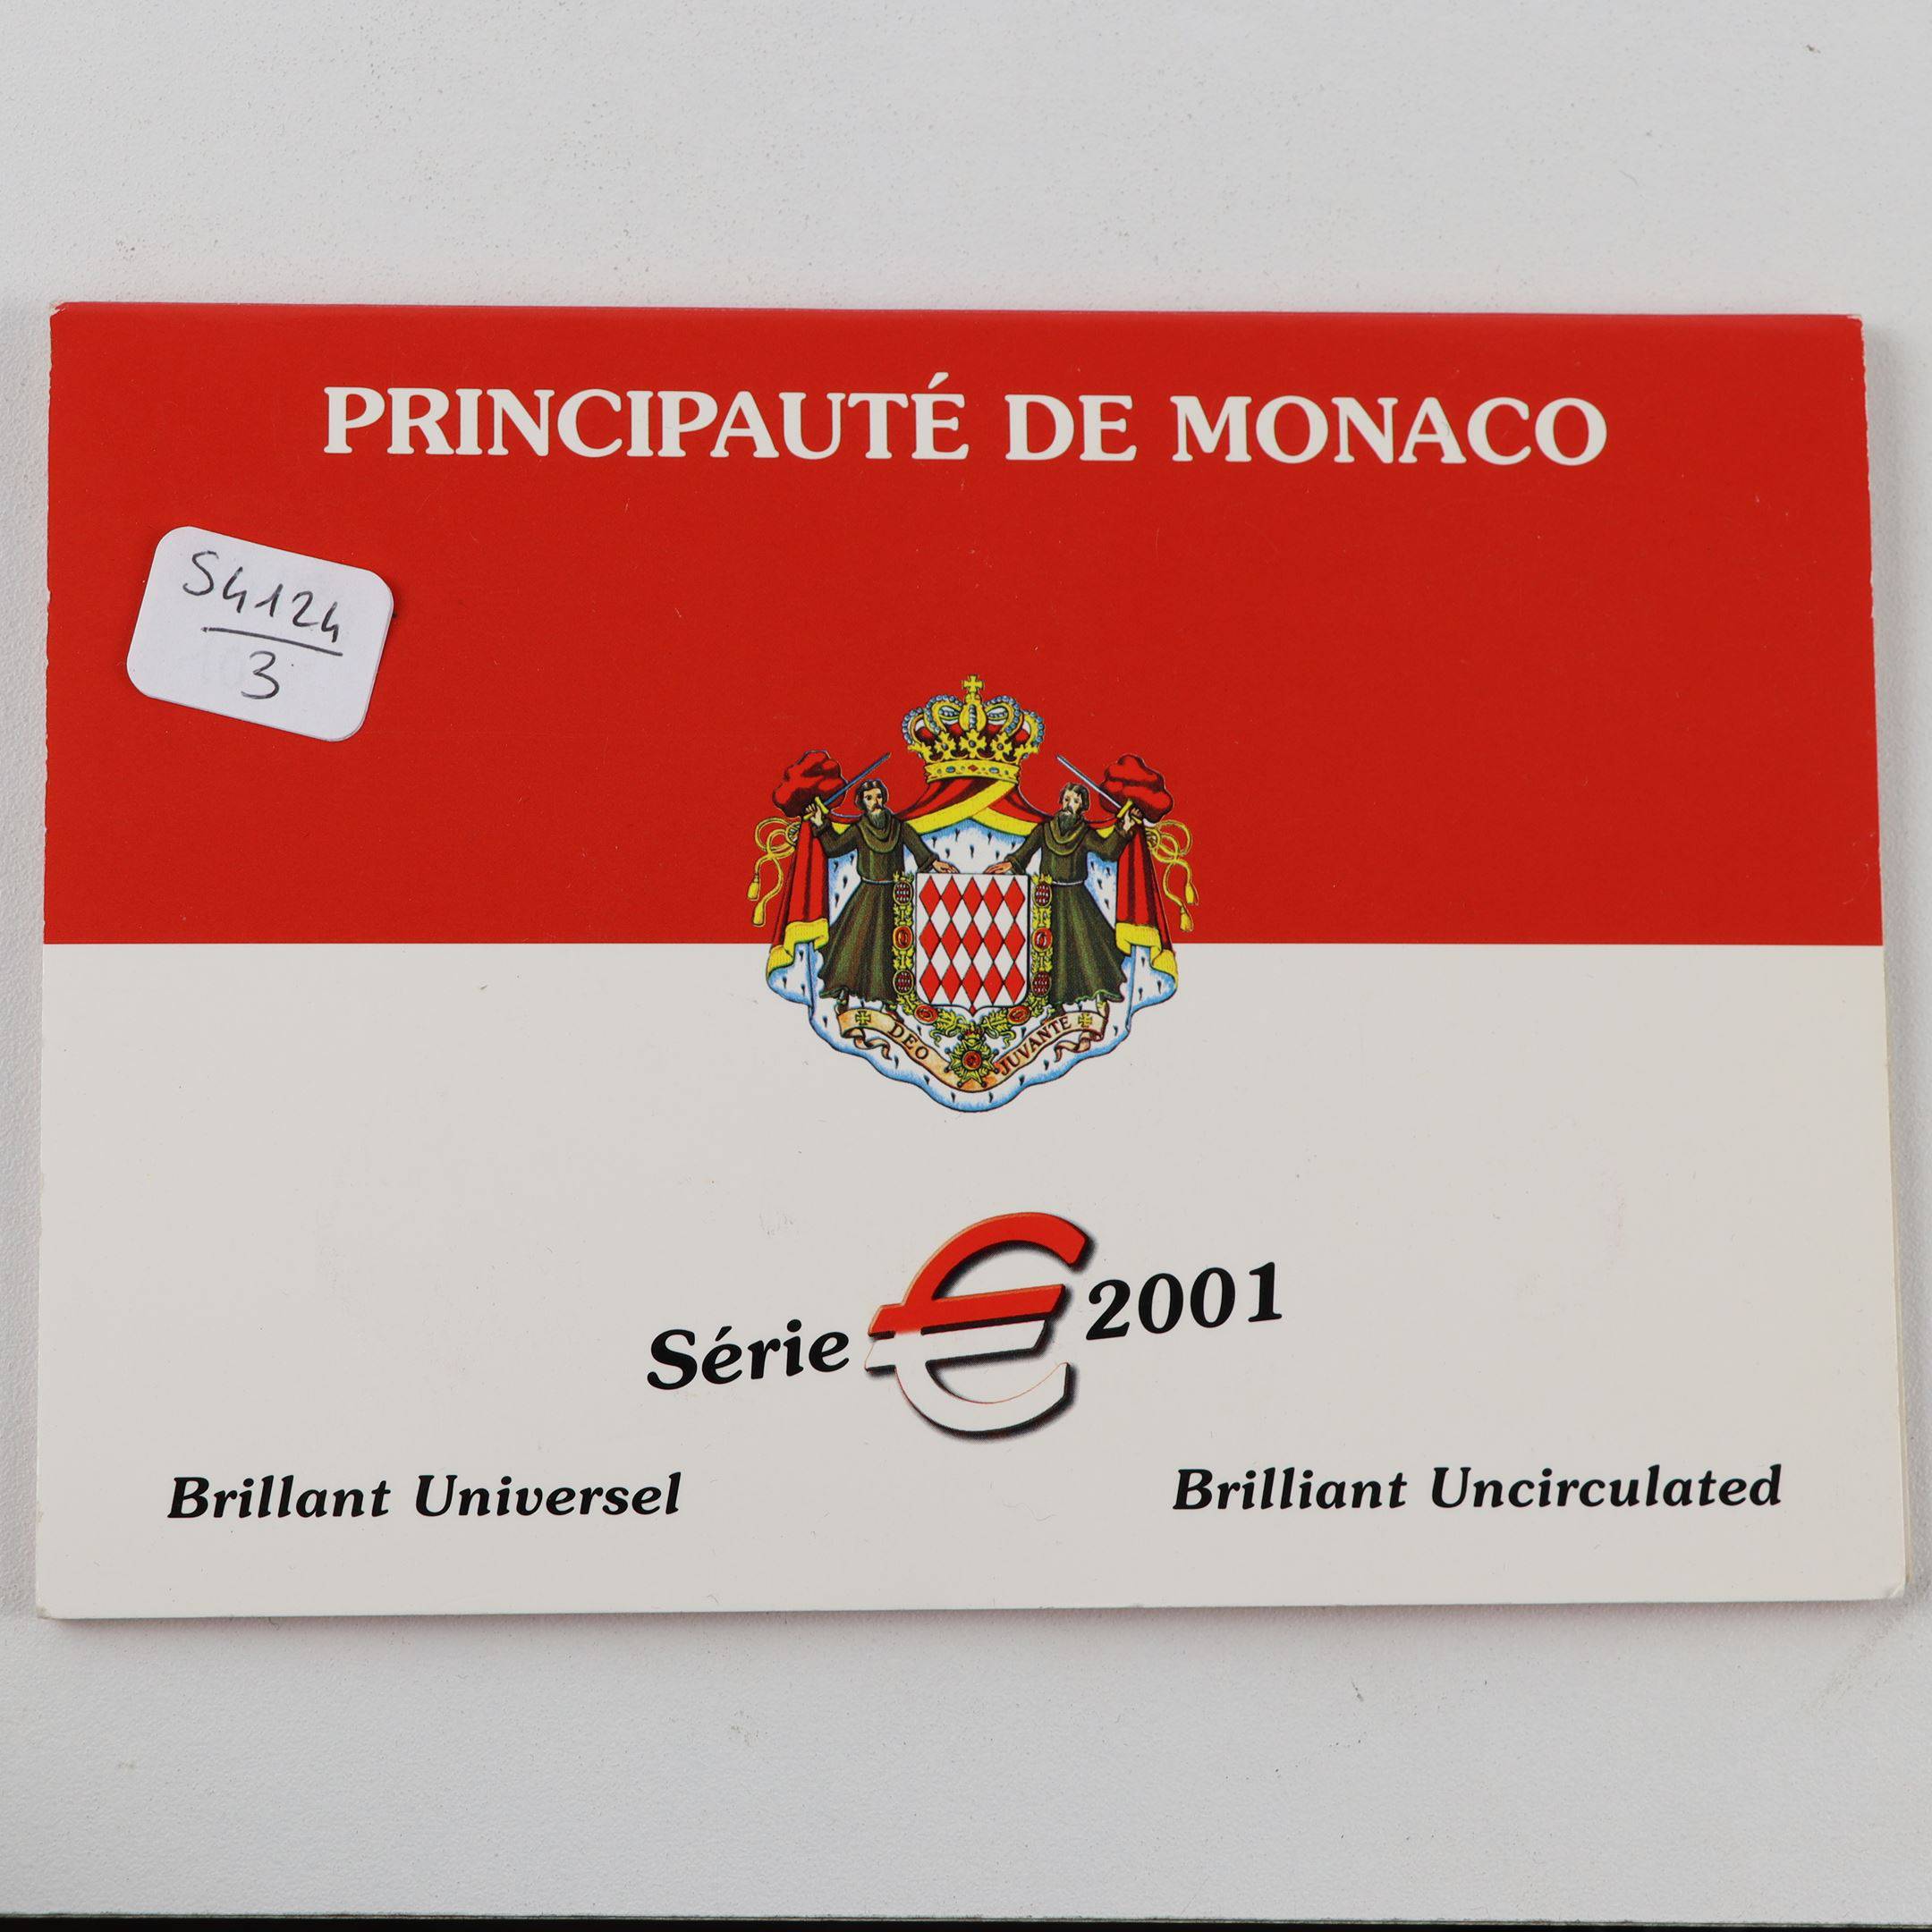 PRINCIPAUTÉ DE MONACO
S4124
3
DEO JUVANTE
Série € 2001
Brillant Universel
Brilliant Uncirculated